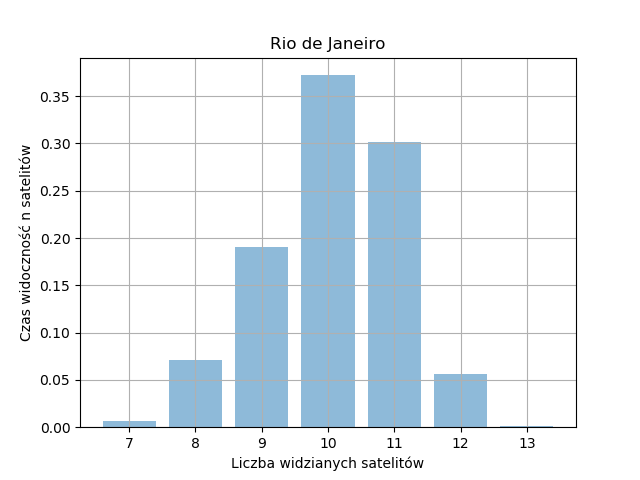 Rio de Janeiro
Czas widoczność n satelitów
0.35
0.30
0.25
0.20
0.15
0.10
0.05
0.00
7 8 9 10 11 12 13
Liczba widzianych satelitów